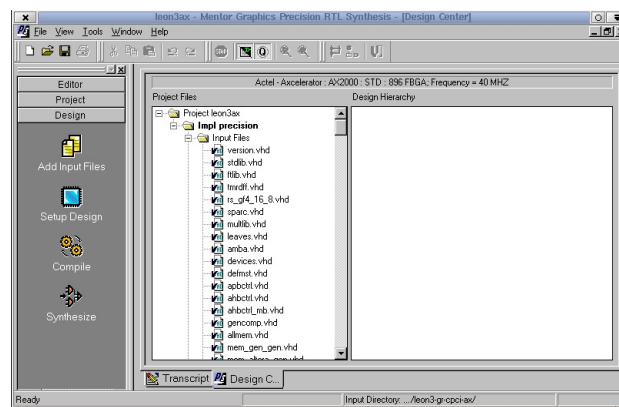 leon3ax - Mentor Graphics Precision RTL Synthesis - [Design Center]
File View Tools Window Help
Editor
Project
Design
Add Input Files
Setup Design
Compile
Synthesize
Actel - Axcelerator : AX2000 : STD : 896 FBGA; Frequency = 40 MHZ
Project Files
Design Hierarchy
Project leon3ax
Impl precision
Input Files
version.vhd
stdlib.vhd
ftlib.vhd
tmrdff.vhd
rs_gf4_16_8.vhd
sparc.vhd
multlib.vhd
leaves.vhd
amba.vhd
devices.vhd
defmst.vhd
apbctrl.vhd
ahbctrl.vhd
ahbctrl_mb.vhd
gencomp.vhd
allmem.vhd
mem_gen_gen.vhd
mem_altera_gen.vhd
Transcript
Design C...
Ready
Input Directory: .../leon3-gr-cpci-ax/